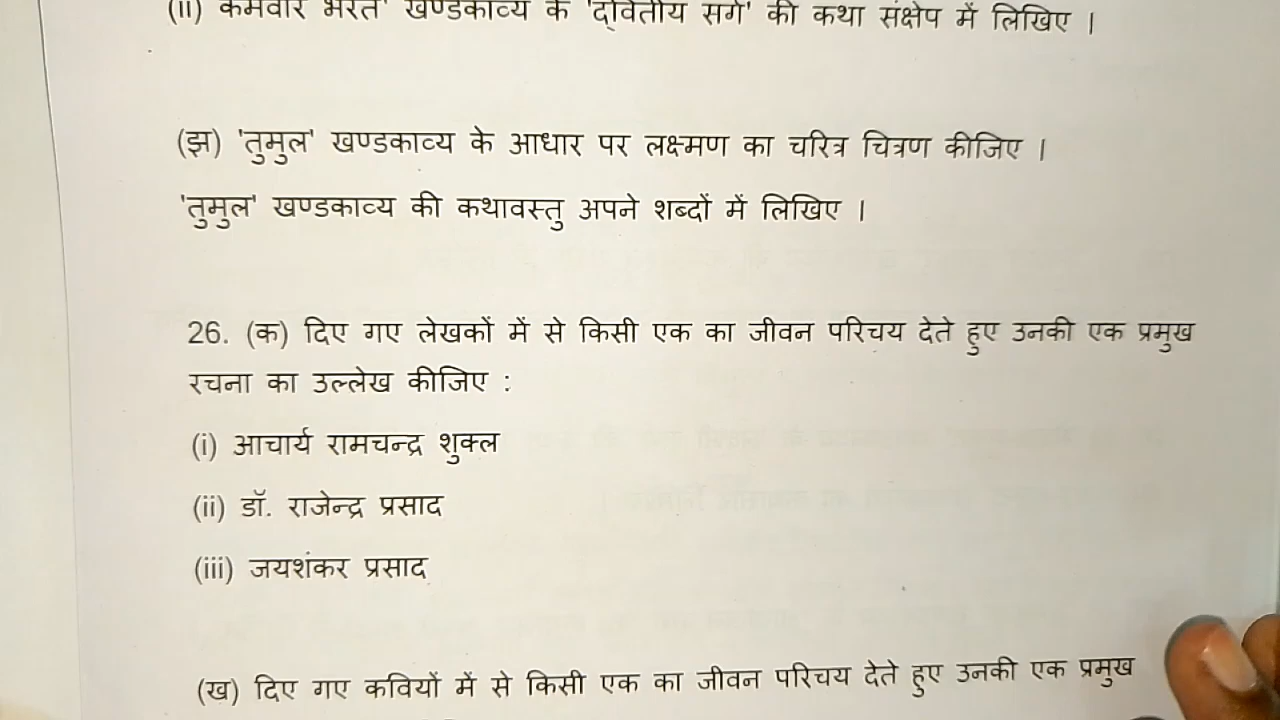 (ii) कर्मवीर भरत' खण्डकाव्य के 'द्वितीय सर्ग' की कथा संक्षेप में लिखिए ।
(झ) 'तुमुल' खण्डकाव्य के आधार पर लक्ष्मण का चरित्र चित्रण कीजिए ।
'तुमुल' खण्डकाव्य की कथावस्तु अपने शब्दों में लिखिए ।
26. (क) दिए गए लेखकों में से किसी एक का जीवन परिचय देते हुए उनकी एक प्रमुख
रचना का उल्लेख कीजिए :
(i) आचार्य रामचन्द्र शुक्ल
(ii) डॉ. राजेन्द्र प्रसाद
(iii) जयशंकर प्रसाद
(ख) दिए गए कवियों में से किसी एक का जीवन परिचय देते हुए उनकी एक प्रमुख